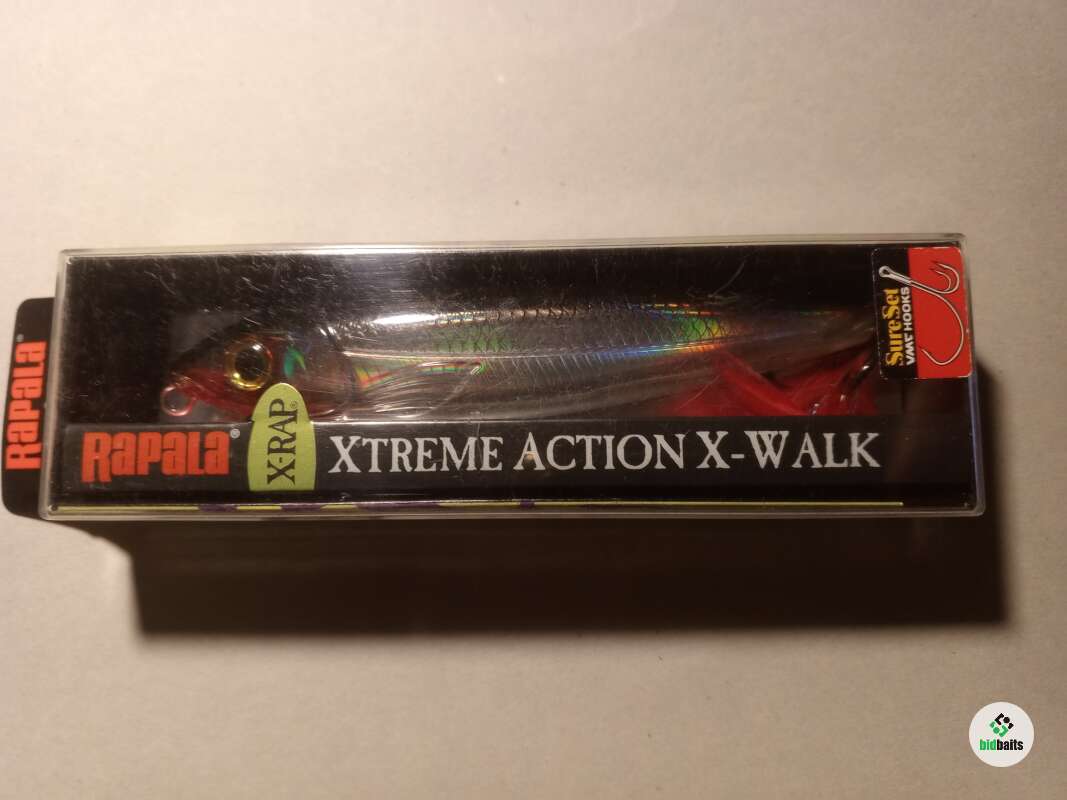 RAPALA
RAPALA®
X-RAP®
XTREME ACTION X-WALK
SureSet
VMC HOOKS
bidbaits